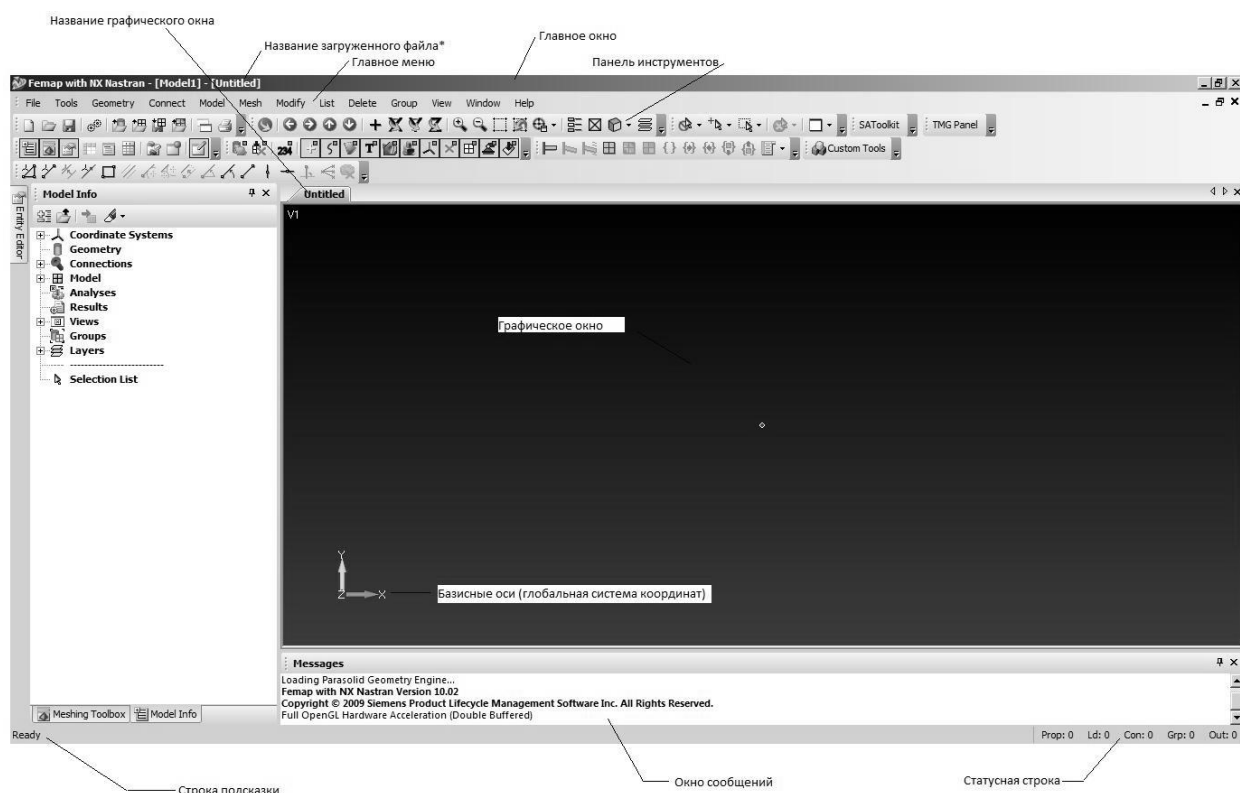 Название графического окна
Название загруженного файла*
Главное окно
Главное меню
Панель инструментов
Femap with NX Nastran - [Model1] - [Untitled]
File Tools Geometry Connect Model Mesh Modify List Delete Group View Window Help
SAToolkit TMG Panel
234 T Custom Tools
Model Info
Untitled
Entity Editor
V1
Coordinate Systems
Geometry
Connections
Model
Analyses
Results
Views
Groups
Layers
Selection List
Графическое окно
Y
Z X
Базисные оси (глобальная система координат)
Messages
Loading Parasolid Geometry Engine...
Femap with NX Nastran Version 10.02
Copyright © 2009 Siemens Product Lifecycle Management Software Inc. All Rights Reserved.
Full OpenGL Hardware Acceleration (Double Buffered)
Meshing Toolbox Model Info
Ready
Prop: 0 Ld: 0 Con: 0 Grp: 0 Out: 0
Окно сообщений
Статусная строка
Строка подсказки